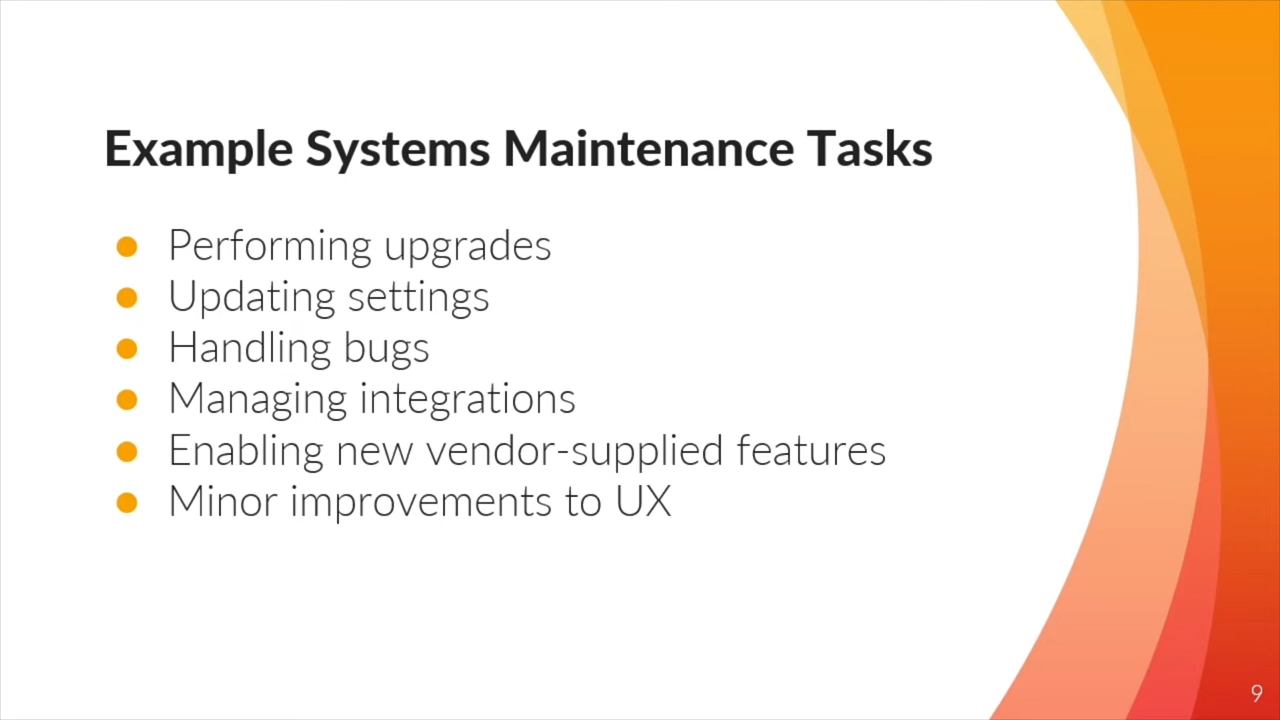 Example Systems Maintenance Tasks
Performing upgrades
Updating settings
Handling bugs
Managing integrations
Enabling new vendor-supplied features
Minor improvements to UX
9